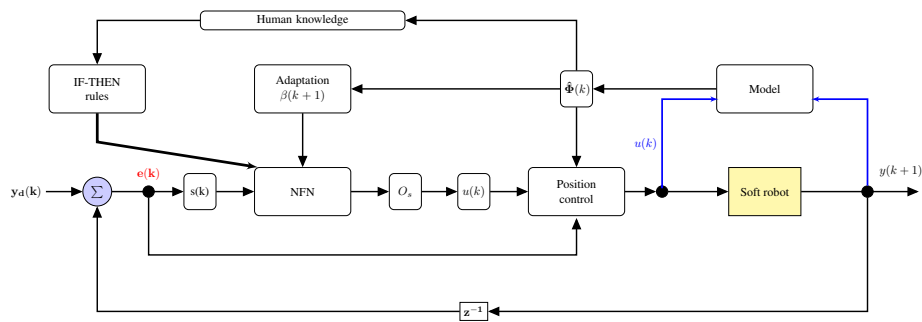 Human knowledge
IF-THEN
rules
Adaptation
β(k + 1)
Φ̂(k)
Model
u(k)
e(k)
y_d(k)
∑
s(k)
NFN
O_s
u(k)
Position
control
Soft robot
y(k + 1)
z⁻¹